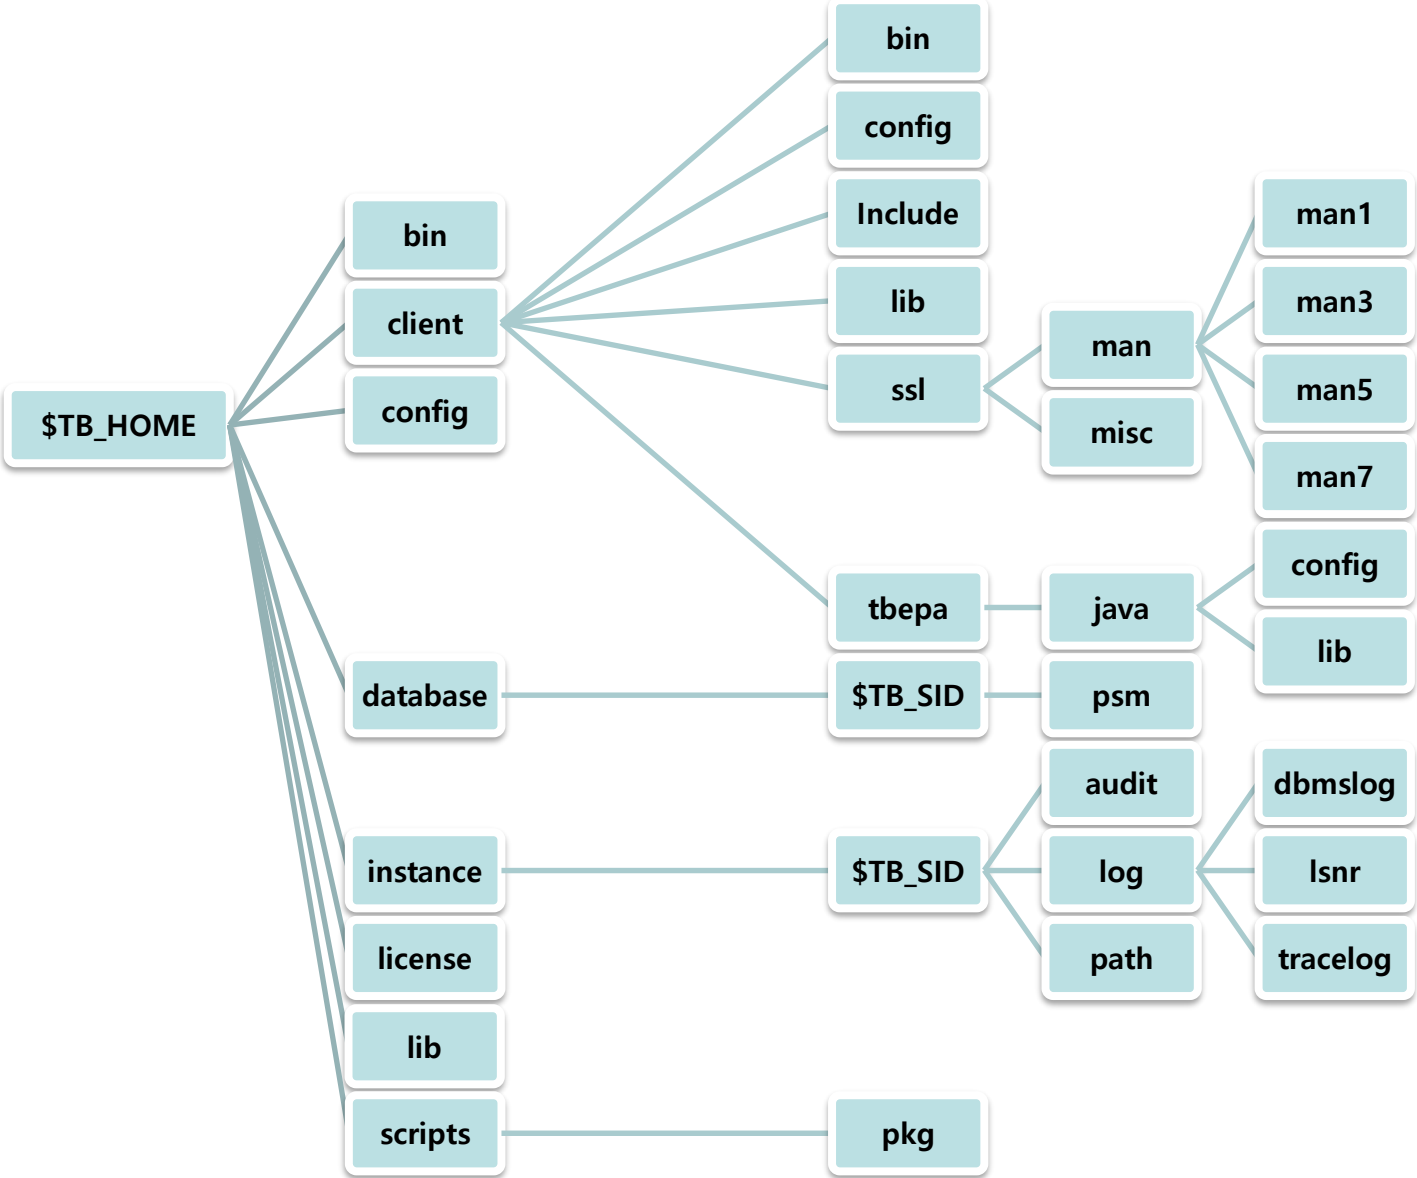 $TB_HOME
bin
client
config
database
instance
license
lib
scripts
bin
config
Include
lib
ssl
tbepa
$TB_SID
$TB_SID
pkg
man
misc
java
psm
audit
log
path
man1
man3
man5
man7
config
lib
dbmslog
lsnr
tracelog